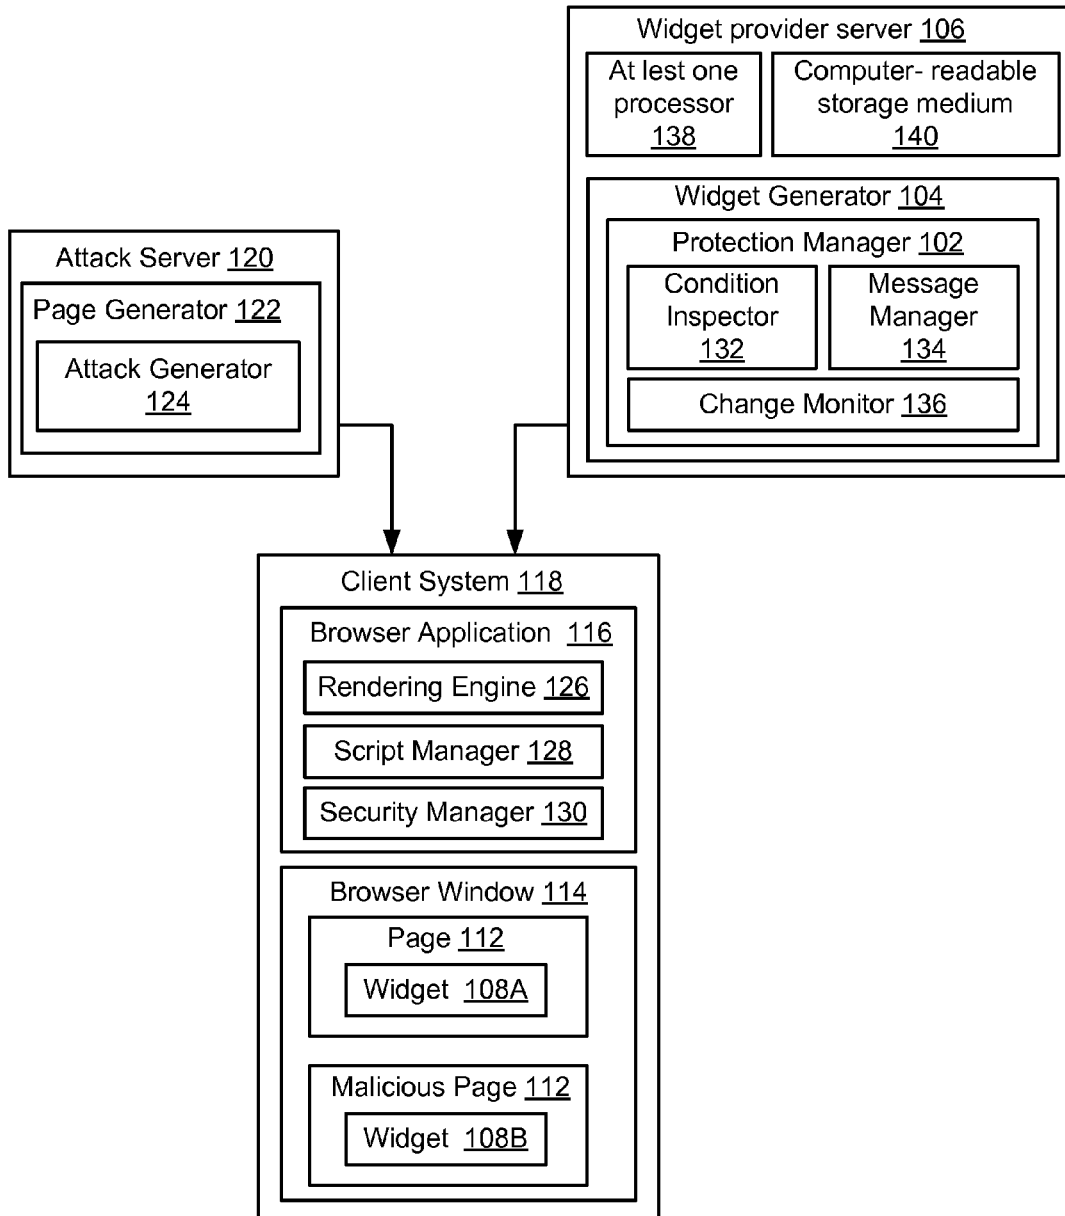 Widget provider server 106
At lest one
processor
138
Computer- readable
storage medium
140
Widget Generator 104
Protection Manager 102
Condition
Inspector
132
Message
Manager
134
Change Monitor 136
Attack Server 120
Page Generator 122
Attack Generator
124
Client System 118
Browser Application 116
Rendering Engine 126
Script Manager 128
Security Manager 130
Browser Window 114
Page 112
Widget 108A
Malicious Page 112
Widget 108B